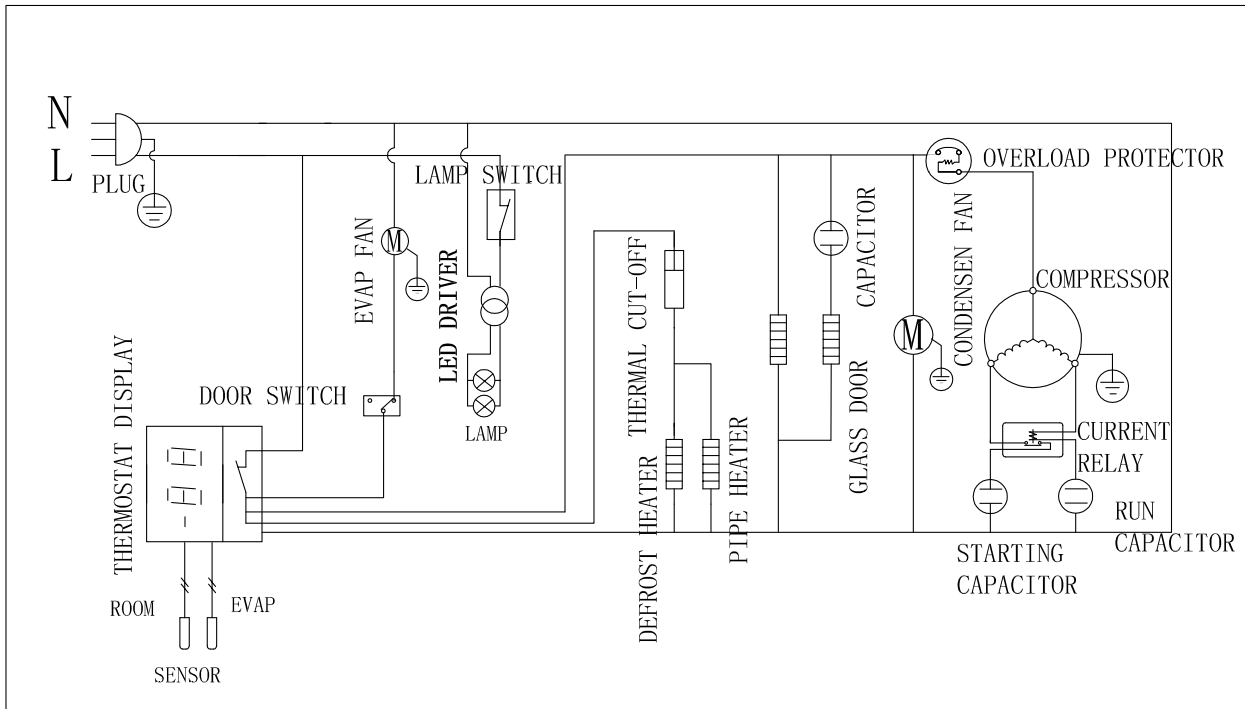 N
L
PLUG
LAMP SWITCH
OVERLOAD PROTECTOR
EVAP FAN
M
LED DRIVER
THERMAL CUT-OFF
CAPACITOR
M
CONDENSEN FAN
COMPRESSOR
THERMOSTAT DISPLAY
DOOR SWITCH
LAMP
DEFROST HEATER
PIPE HEATER
GLASS DOOR
CURRENT
RELAY
RUN
CAPACITOR
STARTING
CAPACITOR
ROOM
EVAP
SENSOR